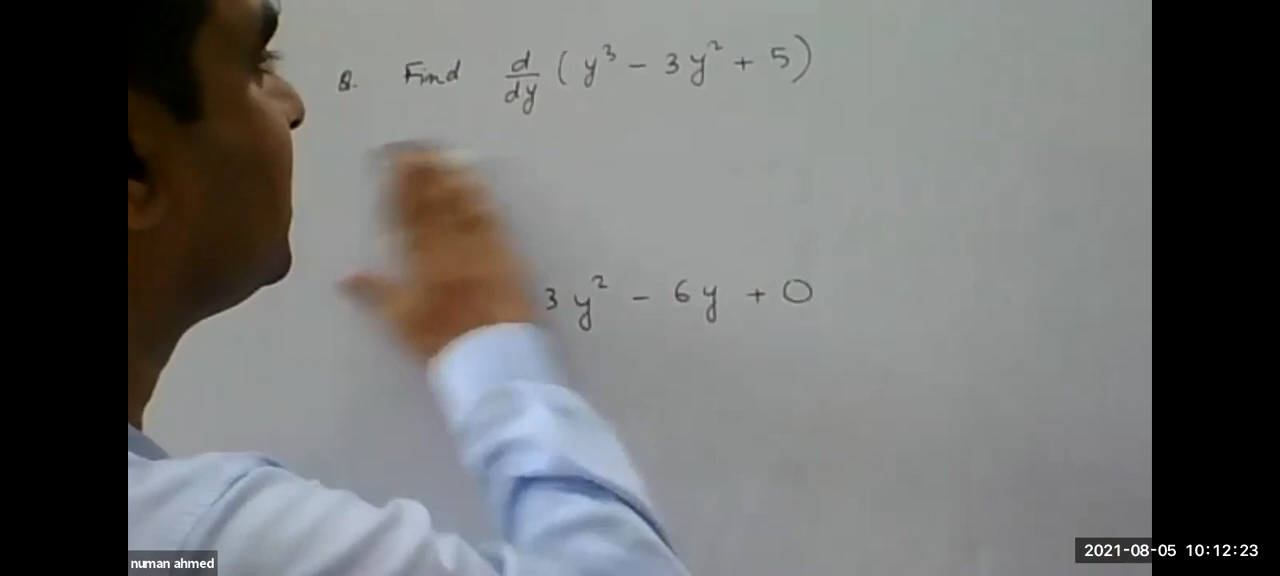 8. Find d/dy (y³ - 3y² + 5)
3y² - 6y + 0
numan ahmed
2021-08-05 10:12:23